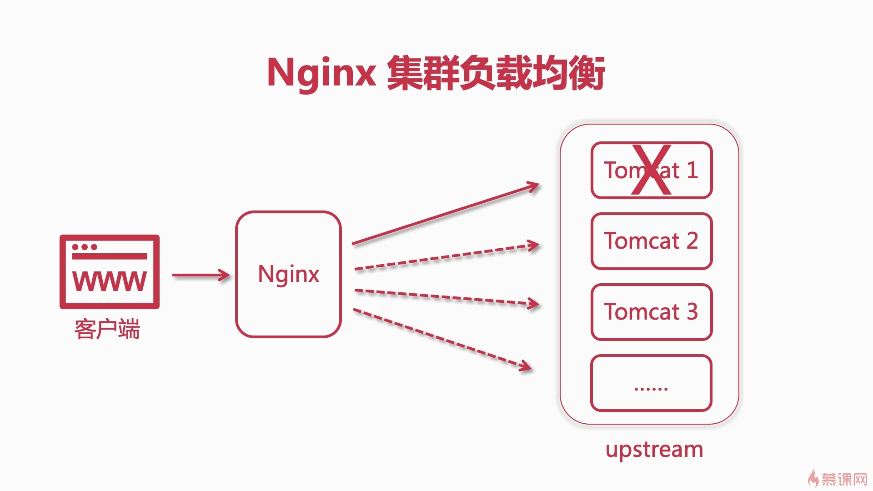 Nginx 集群负载均衡
Tomcat 1
X
Tomcat 2
WWW
Nginx
Tomcat 3
客户端
......
upstream
慕课网